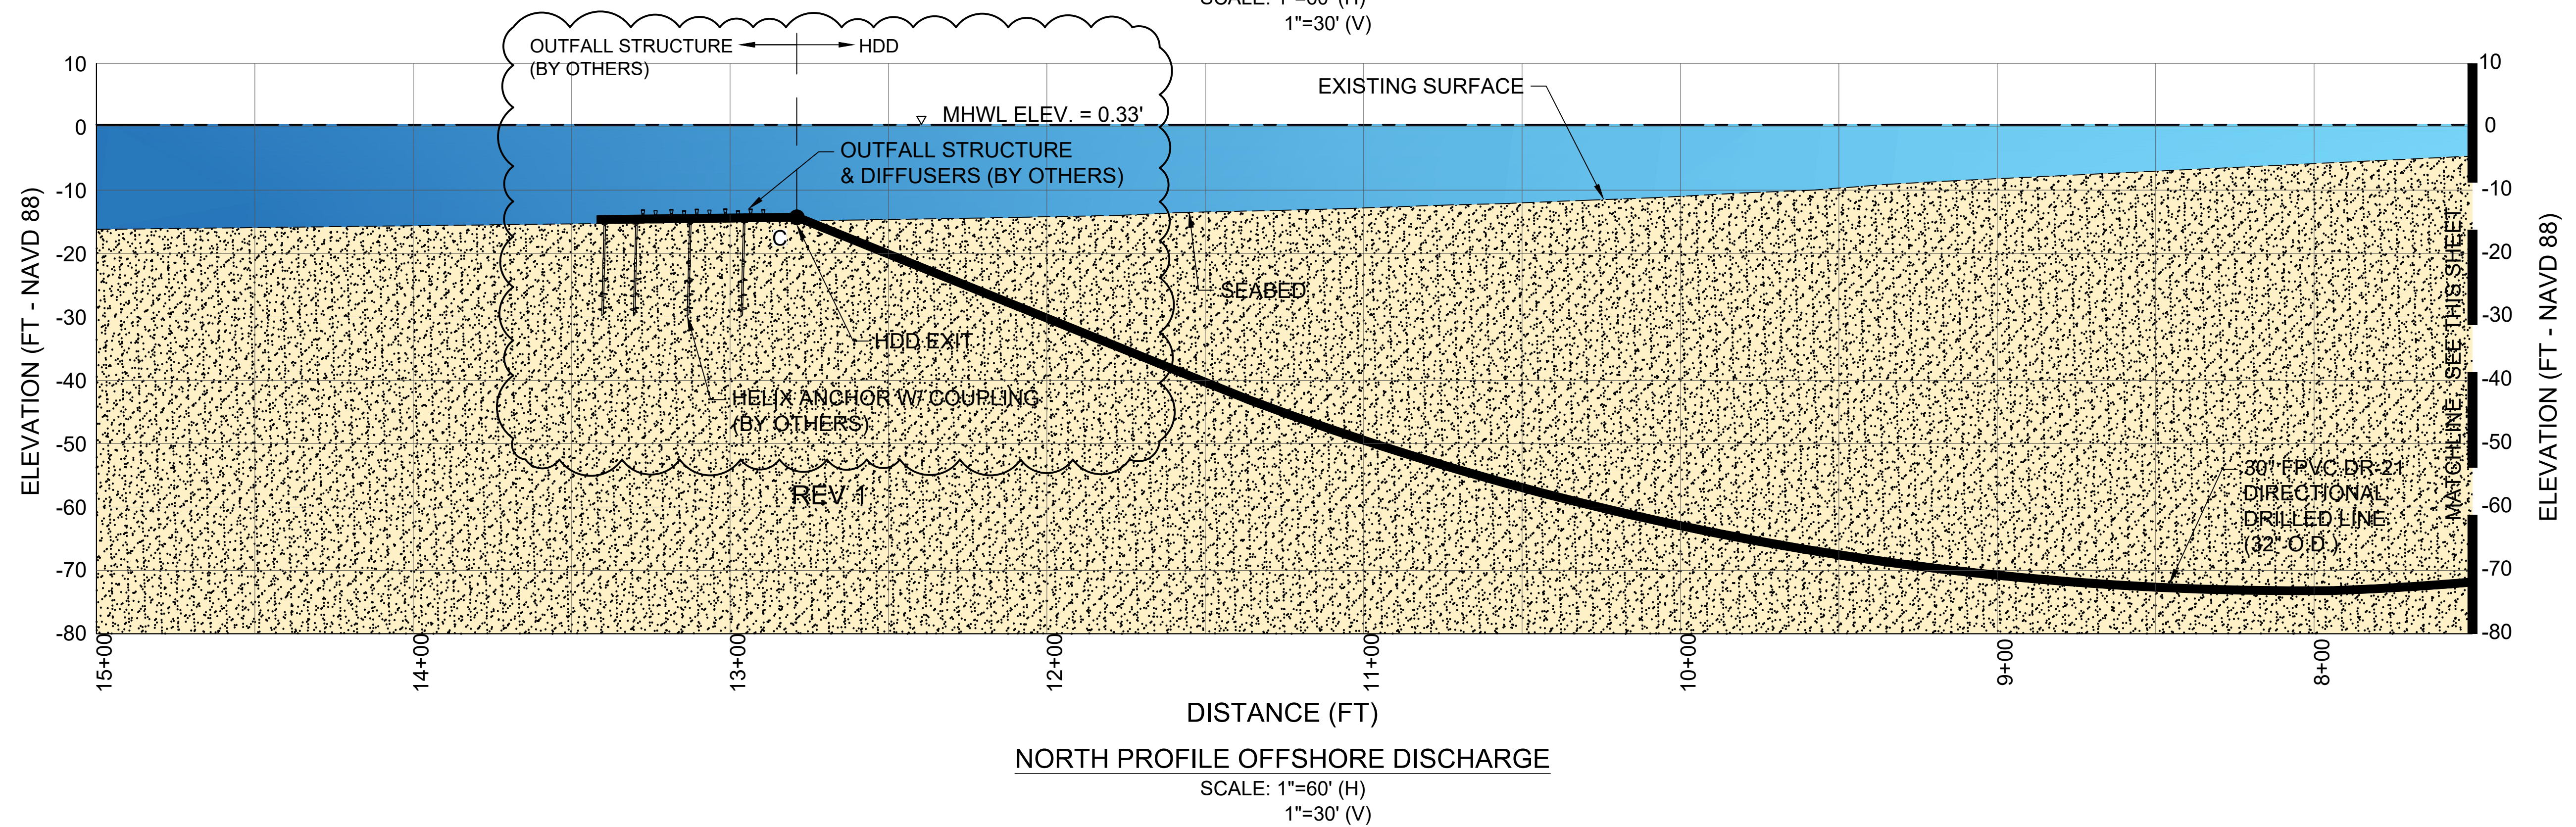 SCALE: 1"=60' (H)
1"=30' (V)
OUTFALL STRUCTURE
(BY OTHERS)
HDD
EXISTING SURFACE
MHWL ELEV. = 0.33'
OUTFALL STRUCTURE
& DIFFUSERS (BY OTHERS)
C
SEABED
HDD EXIT
HELIX ANCHOR W/ COUPLING
(BY OTHERS)
REV 1
30" FPVC DR-21
DIRECTIONAL
DRILLED LINE
(32" O.D.)
MATCHLINE, SEE THIS SHEET
ELEVATION (FT - NAVD 88)
10
0
-10
-20
-30
-40
-50
-60
-70
-80
10
0
-10
-20
-30
-40
-50
-60
-70
-80
ELEVATION (FT - NAVD 88)
15+00
14+00
13+00
12+00
11+00
10+00
9+00
8+00
DISTANCE (FT)
NORTH PROFILE OFFSHORE DISCHARGE
SCALE: 1"=60' (H)
1"=30' (V)